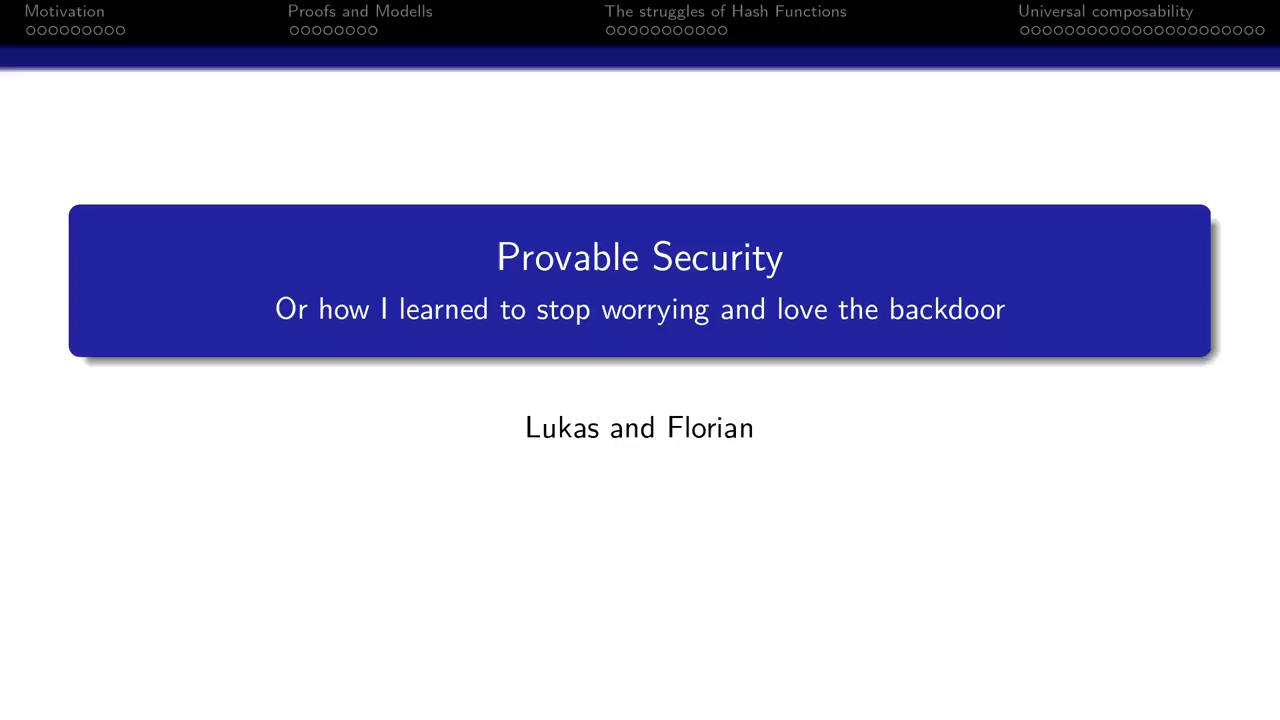 Motivation
Proofs and Modells
The struggles of Hash Functions
Universal composability
Provable Security
Or how I learned to stop worrying and love the backdoor
Lukas and Florian